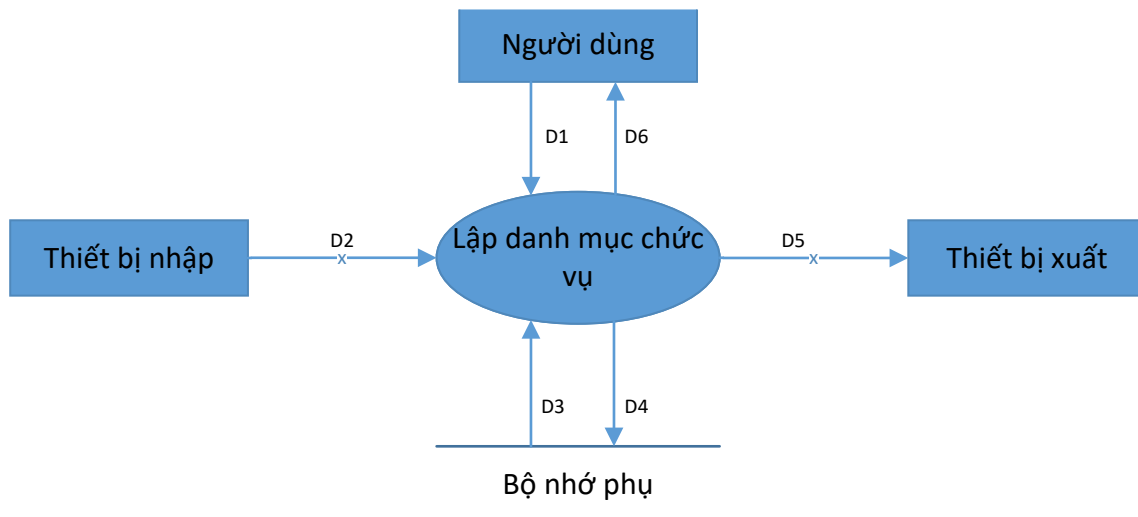 Người dùng
D1
D6
Thiết bị nhập
D2
x
Lập danh mục chức
vụ
D5
x
Thiết bị xuất
D3
D4
Bộ nhớ phụ